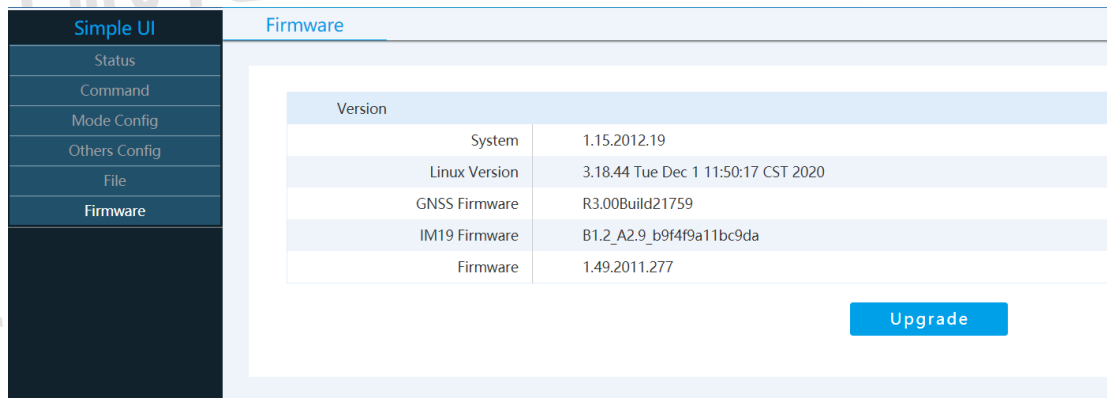 Simple UI
Status
Command
Mode Config
Others Config
File
Firmware
Firmware
Version
System 1.15.2012.19
Linux Version 3.18.44 Tue Dec 1 11:50:17 CST 2020
GNSS Firmware R3.00Build21759
IM19 Firmware B1.2_A2.9_b9f4f9a11bc9da
Firmware 1.49.2011.277
Upgrade